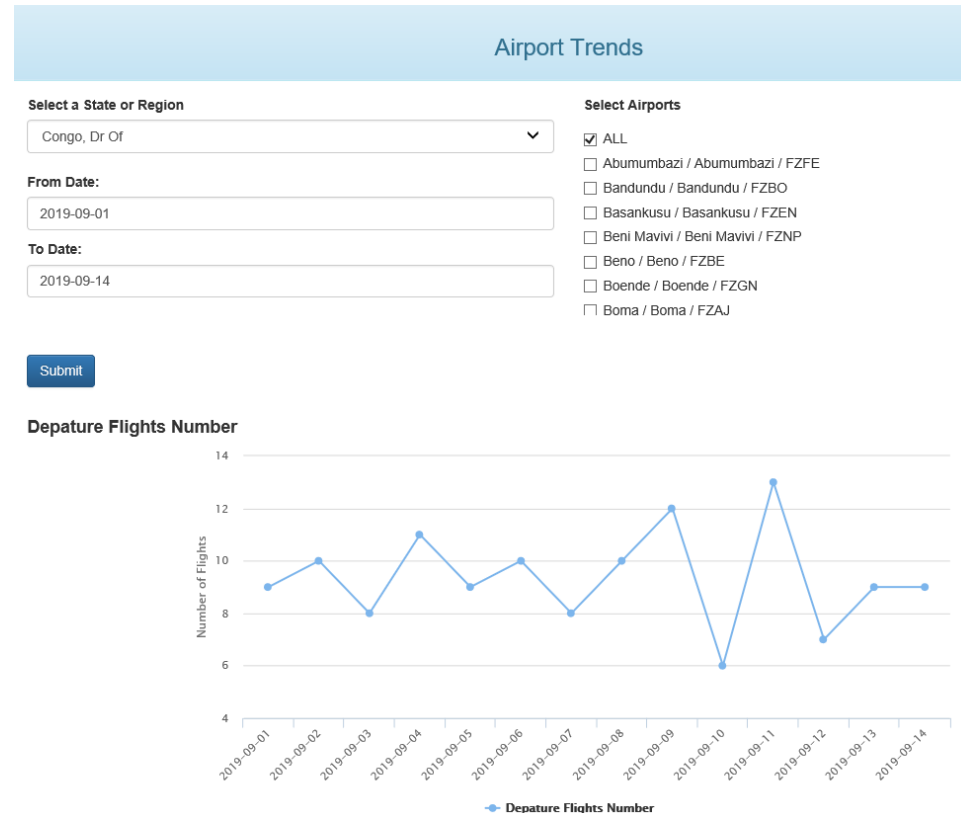 Airport Trends
Select a State or Region
Congo, Dr Of
From Date:
2019-09-01
To Date:
2019-09-14
Select Airports
ALL
Abumumbazi / Abumumbazi / FZFE
Bandundu / Bandundu / FZBO
Basankusu / Basankusu / FZEN
Beni Mavivi / Beni Mavivi / FZNP
Beno / Beno / FZBE
Boende / Boende / FZGN
Boma / Boma / FZAJ
Submit
Depature Flights Number
14
12
10
8
6
4
Number of Flights
2019-09-01
2019-09-02
2019-09-03
2019-09-04
2019-09-05
2019-09-06
2019-09-07
2019-09-08
2019-09-09
2019-09-10
2019-09-11
2019-09-12
2019-09-13
2019-09-14
Depature Flights Number